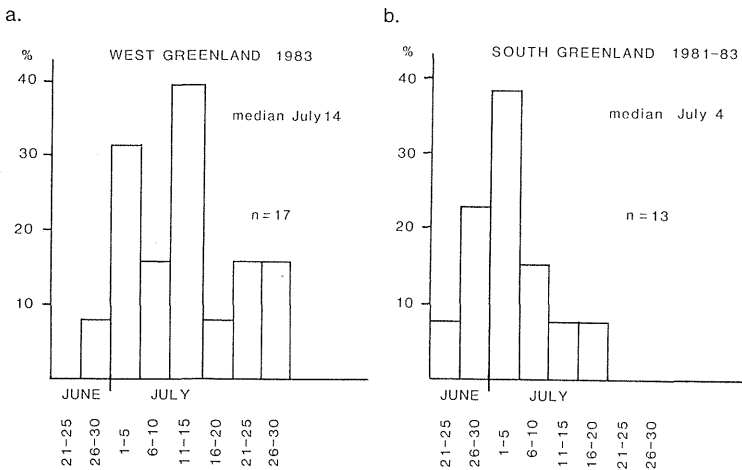 a.
WEST GREENLAND 1983
%
40
30
20
10
median July 14
n = 17
JUNE JULY
21-25 26-30 1-5 6-10 11-15 16-20 21-25 26-30
b.
SOUTH GREENLAND 1981-83
%
40
30
20
10
median July 4
n = 13
JUNE JULY
21-25 26-30 1-5 6-10 11-15 16-20 21-25 26-30